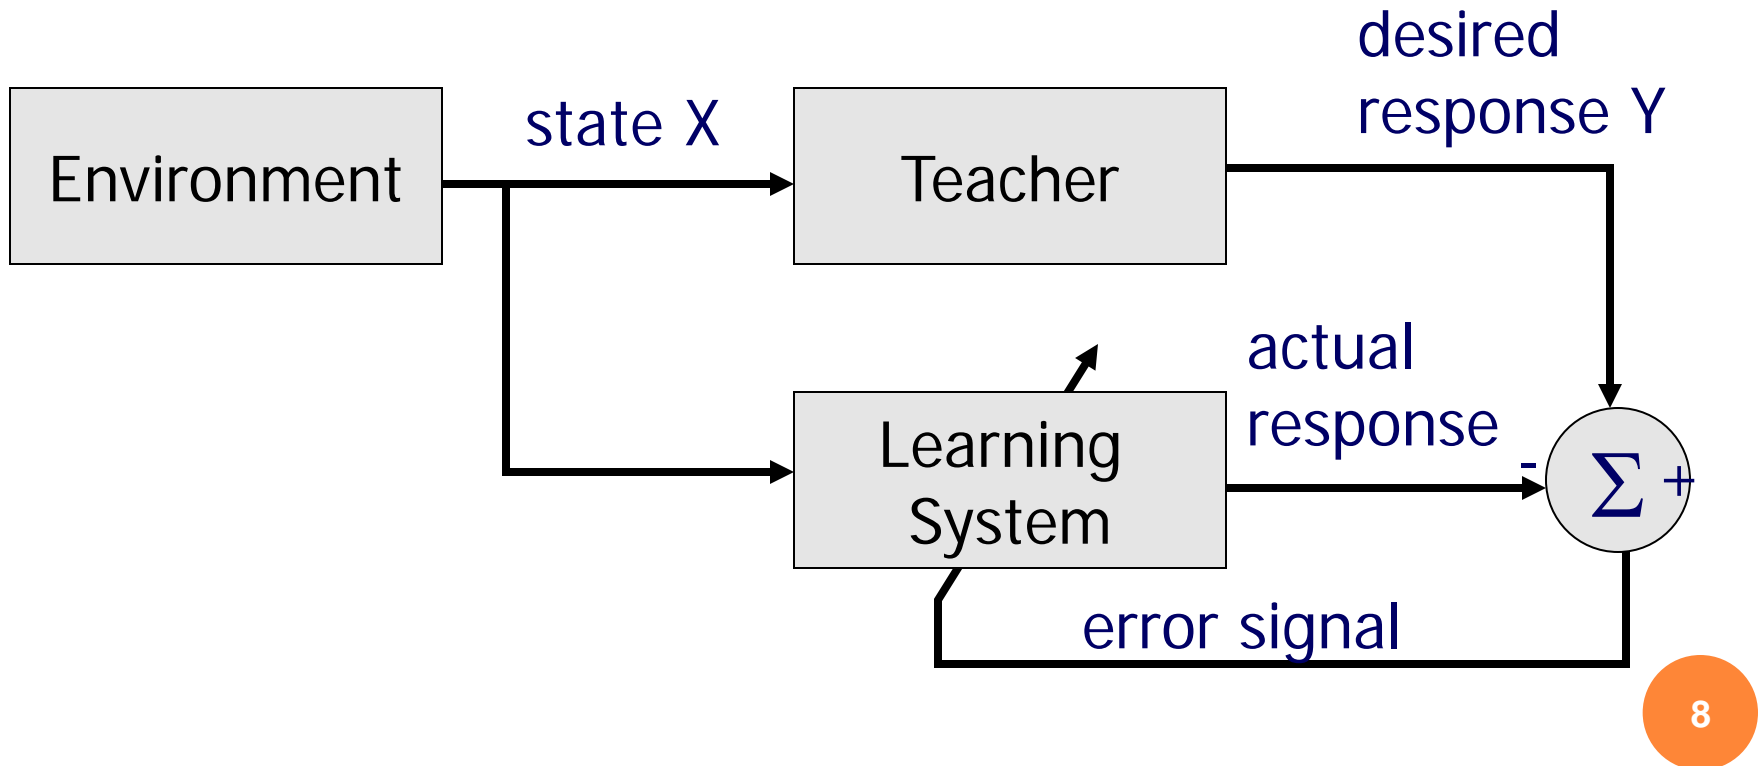 desired
response Y
state X
Environment
Teacher
actual
response
Learning
System
-
Σ +
error signal
8